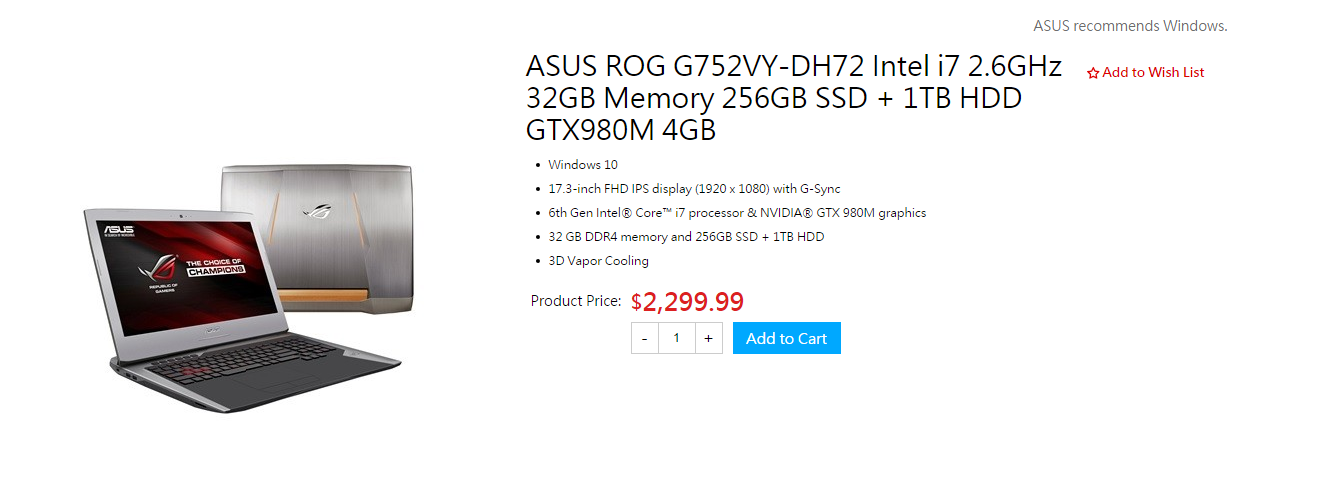 ASUS recommends Windows.
ASUS ROG G752VY-DH72 Intel i7 2.6GHz
32GB Memory 256GB SSD + 1TB HDD
GTX980M 4GB
☆ Add to Wish List
• Windows 10
• 17.3-inch FHD IPS display (1920 x 1080) with G-Sync
• 6th Gen Intel® Core™ i7 processor & NVIDIA® GTX 980M graphics
• 32 GB DDR4 memory and 256GB SSD + 1TB HDD
• 3D Vapor Cooling
Product Price: $2,299.99
- 1 + Add to Cart
ASUS
THE CHOICE OF
CHAMPIONS
REPUBLIC OF
GAMERS